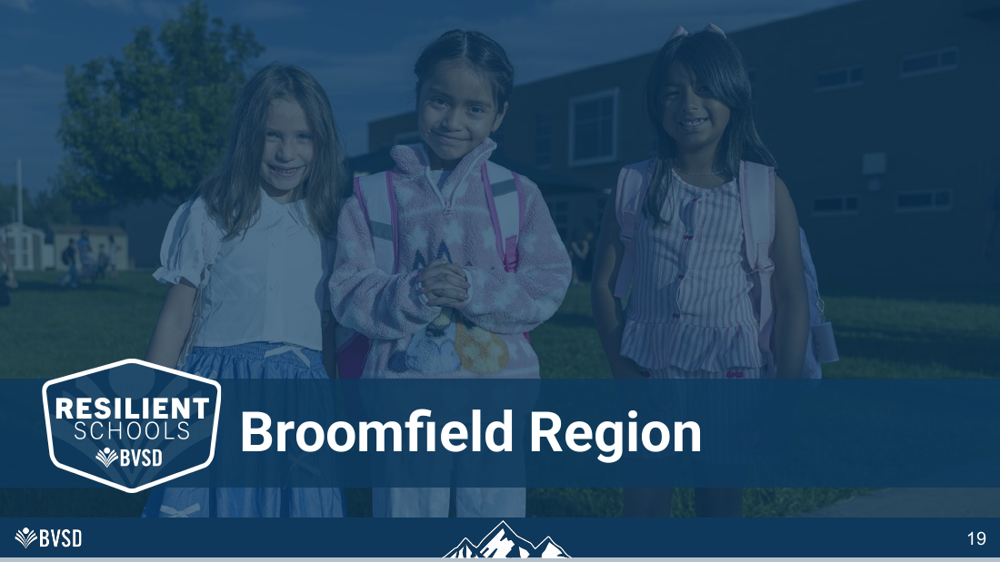 RESILIENT
SCHOOLS
BVSD
Broomfield Region
BVSD
19